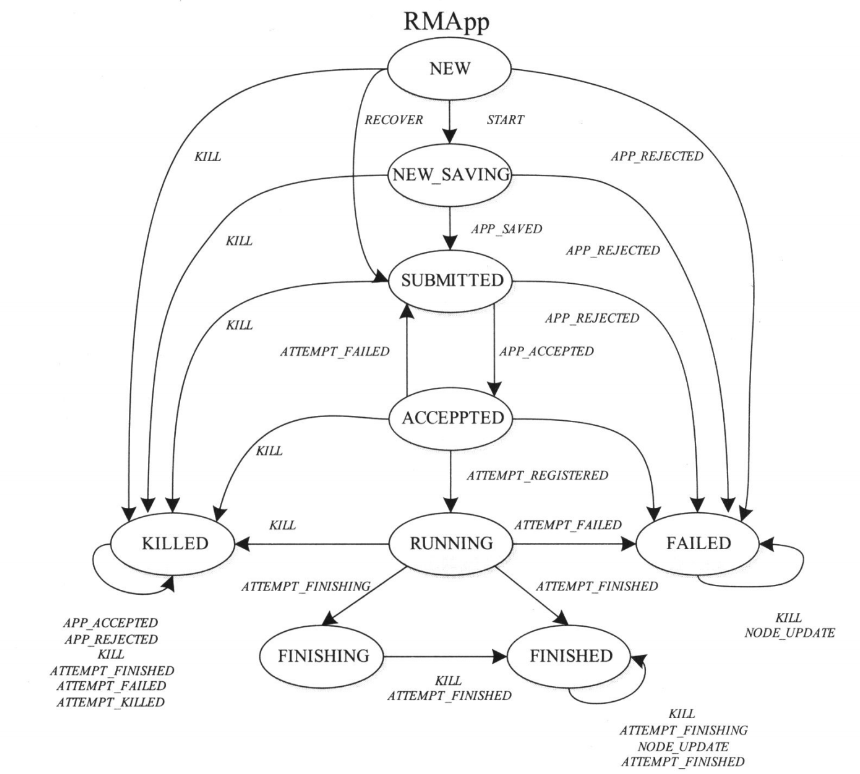 RMApp
NEW
RECOVER START
KILL APP_REJECTED
NEW_SAVING
APP_SAVED
KILL APP_REJECTED
SUBMITTED
KILL APP_REJECTED
ATTEMPT_FAILED APP_ACCEPTED
ACCEPPTED
KILL
ATTEMPT_REGISTERED
KILL ATTEMPT_FAILED
KILLED RUNNING FAILED
ATTEMPT_FINISHING ATTEMPT_FINISHED
APP_ACCEPTED
APP_REJECTED
KILL
ATTEMPT_FINISHED
ATTEMPT_FAILED
ATTEMPT_KILLED
KILL
NODE_UPDATE
FINISHING FINISHED
KILL
ATTEMPT_FINISHED
KILL
ATTEMPT_FINISHING
NODE_UPDATE
ATTEMPT_FINISHED